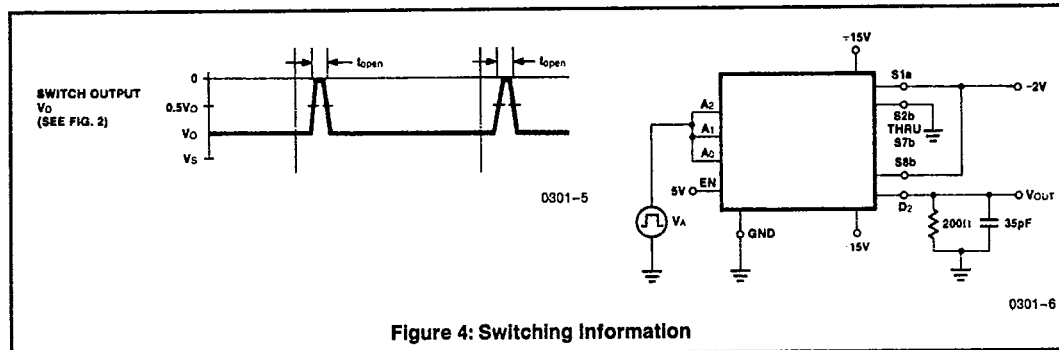 topen
topen
0
SWITCH OUTPUT
VO
(SEE FIG. 2)
0.5VO
VO
VS
0301-5
+15V
S1a
-2V
A2
S2b
THRU
S7b
A1
A0
S8b
EN
5V
D2
VOUT
VA
200Ω
35pF
GND
15V
0301-6
Figure 4: Switching Information